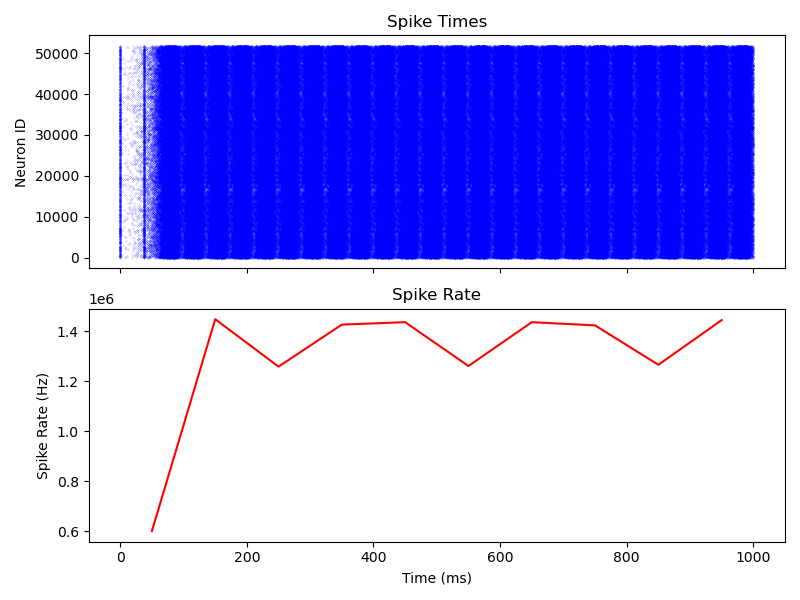 Spike Times
50000
40000
30000
20000
10000
0
Neuron ID
Spike Rate
1e6
1.4
1.2
1.0
0.8
0.6
Spike Rate (Hz)
0 200 400 600 800 1000
Time (ms)